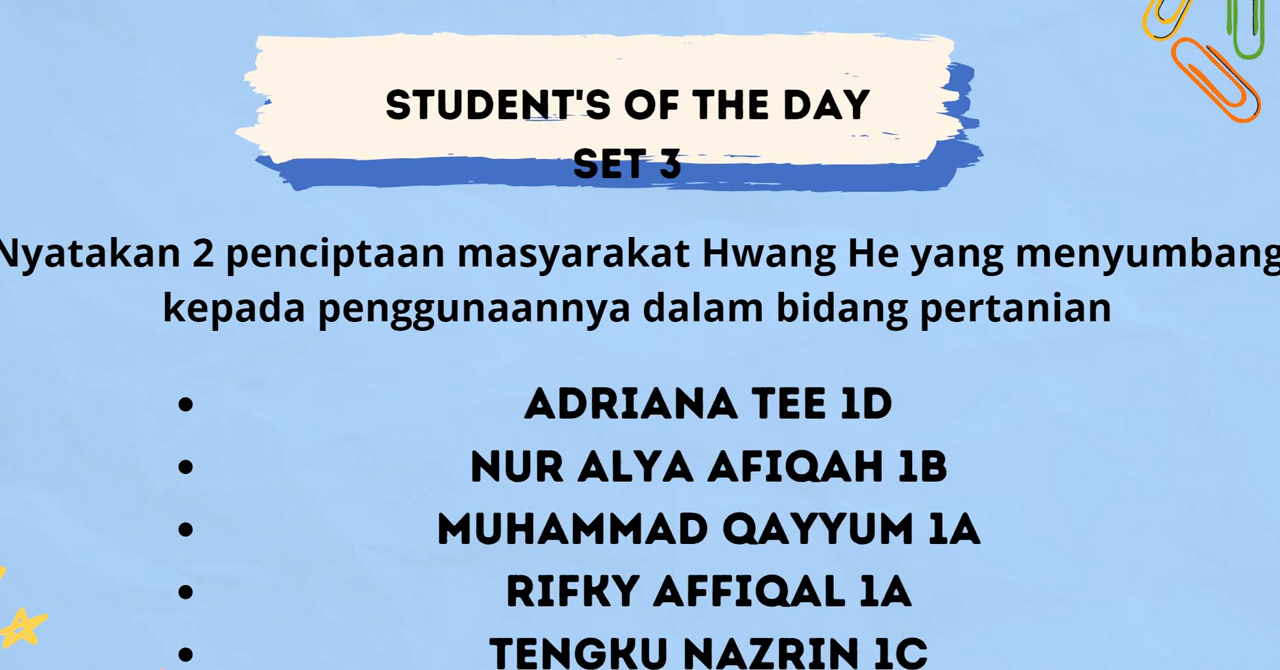 STUDENT'S OF THE DAY
SET 3
Nyatakan 2 penciptaan masyarakat Hwang He yang menyumbang
kepada penggunaannya dalam bidang pertanian
• ADRIANA TEE 1D
• NUR ALYA AFIQAH 1B
• MUHAMMAD QAYYUM 1A
• RIFKY AFFIQAL 1A
• TENGKU NAZRIN 1C